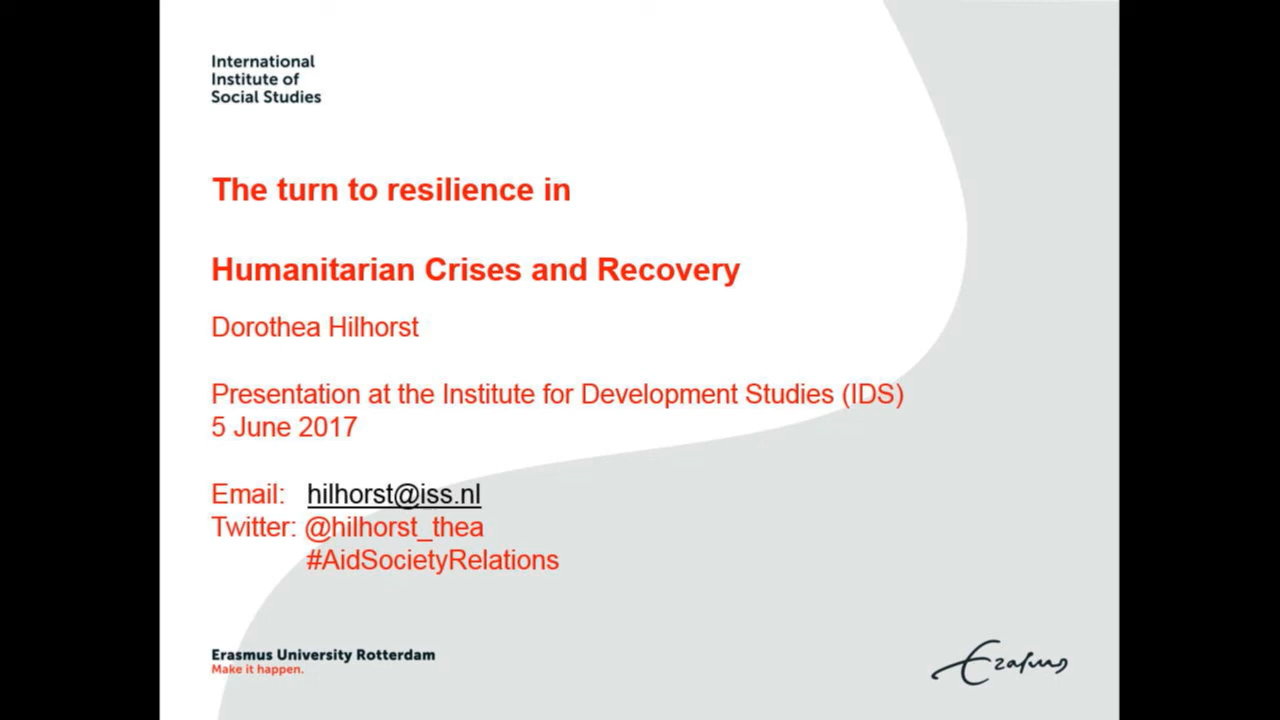 International
Institute of
Social Studies
The turn to resilience in
Humanitarian Crises and Recovery
Dorothea Hilhorst
Presentation at the Institute for Development Studies (IDS)
5 June 2017
Email: hilhorst@iss.nl
Twitter: @hilhorst_thea
#AidSocietyRelations
Erasmus University Rotterdam
Make it happen.
Erasmus